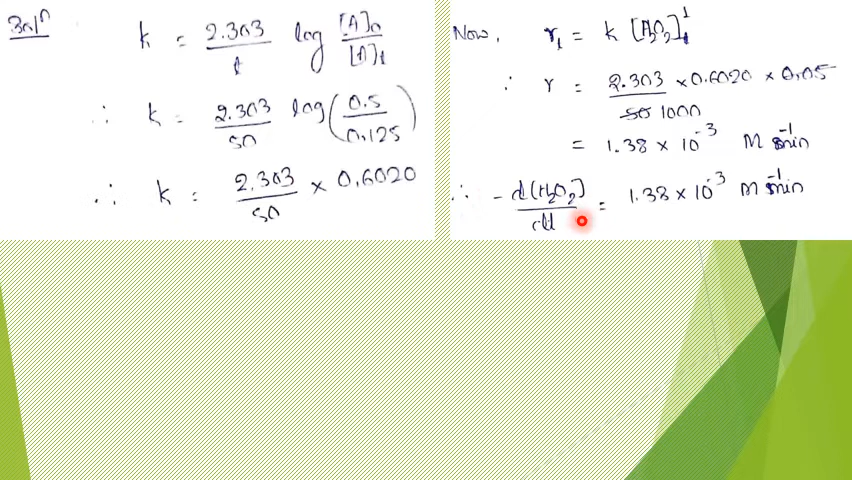 Solⁿ
k = 2.303/t log [A]₀/[A]t
∴ k = 2.303/50 log(0.5/0.125)
∴ k = 2.303/50 × 0.6020
Now, r₁ = k [H₂O₂]¹t
∴ r = 2.303/50 1000 × 0.6020 × 0.05
= 1.38 × 10⁻³ M min⁻¹
∴ - d[H₂O₂]/dt = 1.38 × 10⁻³ M min⁻¹